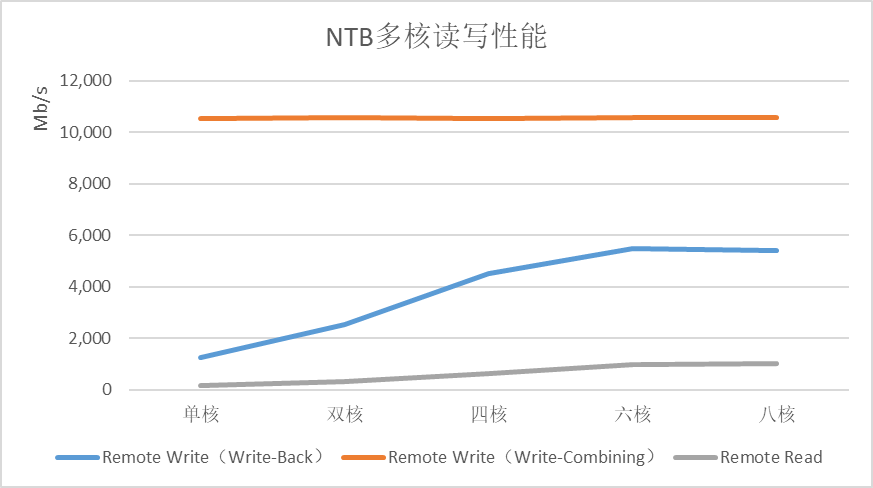 NTB多核读写性能
Mb/s
12,000
10,000
8,000
6,000
4,000
2,000
0
单核 双核 四核 六核 八核
Remote Write（Write-Back） Remote Write（Write-Combining） Remote Read